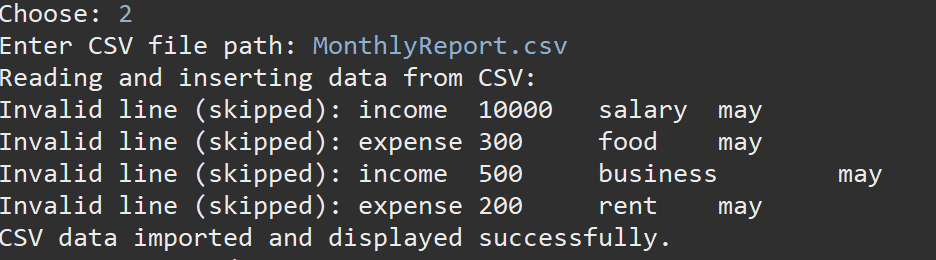 Choose: 2
Enter CSV file path: MonthlyReport.csv
Reading and inserting data from CSV:
Invalid line (skipped): income	10000	salary	may
Invalid line (skipped): expense	300	food	may
Invalid line (skipped): income	500	business	may
Invalid line (skipped): expense	200	rent	may
CSV data imported and displayed successfully.